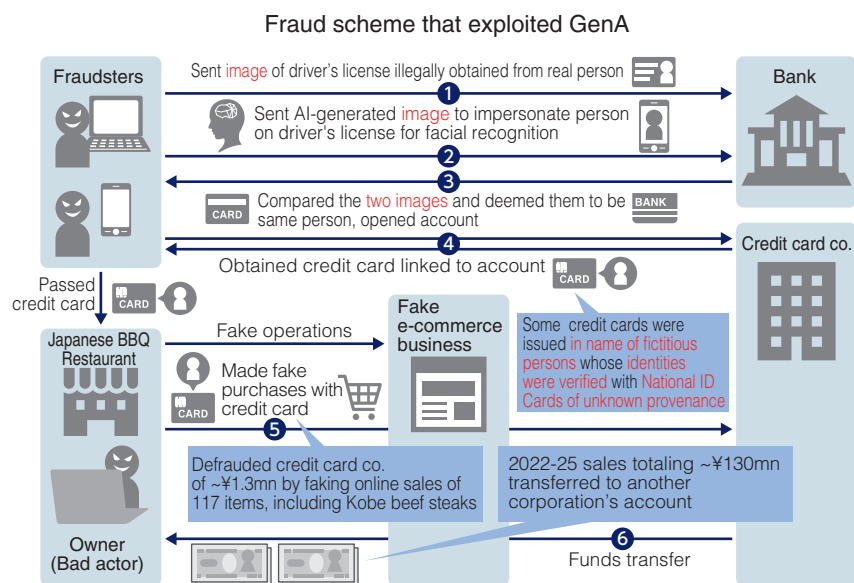 Fraud scheme that exploited GenA
Fraudsters
Sent image of driver's license illegally obtained from real person
Bank
1
Sent AI-generated image to impersonate person
on driver's license for facial recognition
2
3
CARD
Compared the two images and deemed them to be
same person, opened account
BANK
4
Credit card co.
Obtained credit card linked to account
CARD
Passed
credit card
CARD
Japanese BBQ
Restaurant
Fake operations
Fake
e-commerce
business
Some credit cards were
issued in name of fictitious
persons whose identities
were verified with National ID
Cards of unknown provenance
Made fake
purchases with
credit card
CARD
5
Defrauded credit card co.
of ~¥1.3mn by faking online sales of
117 items, including Kobe beef steaks
2022-25 sales totaling ~¥130mn
transferred to another
corporation's account
Owner
(Bad actor)
6
Funds transfer